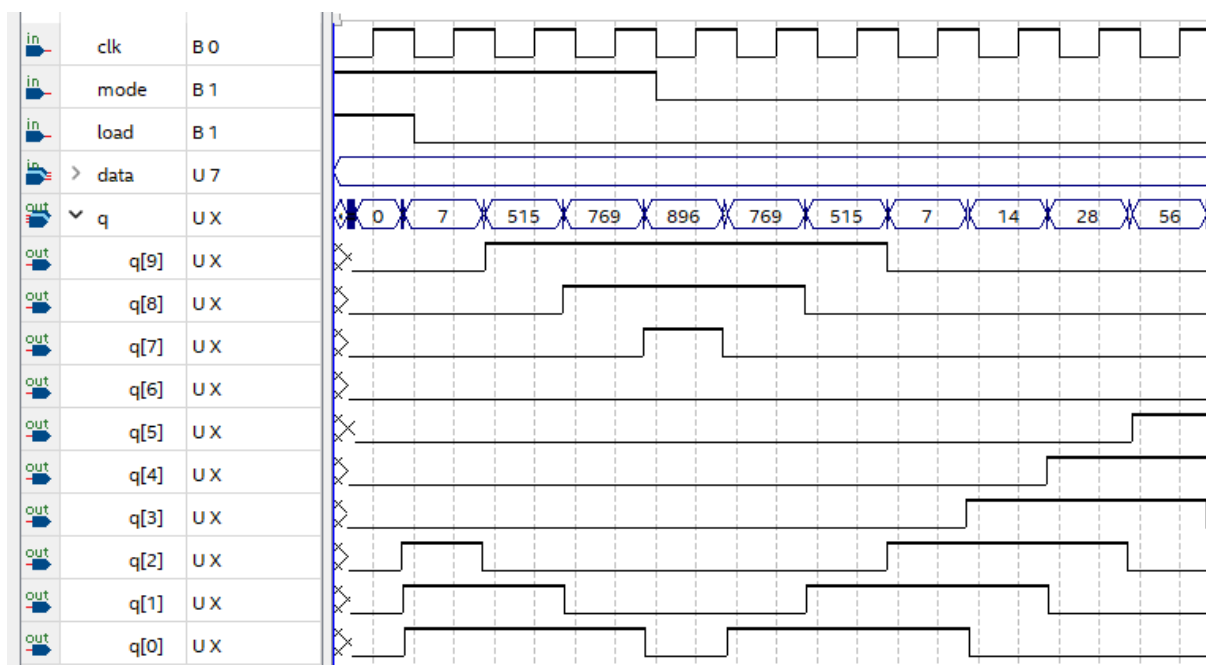 in clk B 0
in mode B 1
in load B 1
in > data U 7
out q U X 0 7 515 769 896 769 515 7 14 28 56
out q[9] U X
out q[8] U X
out q[7] U X
out q[6] U X
out q[5] U X
out q[4] U X
out q[3] U X
out q[2] U X
out q[1] U X
out q[0] U X